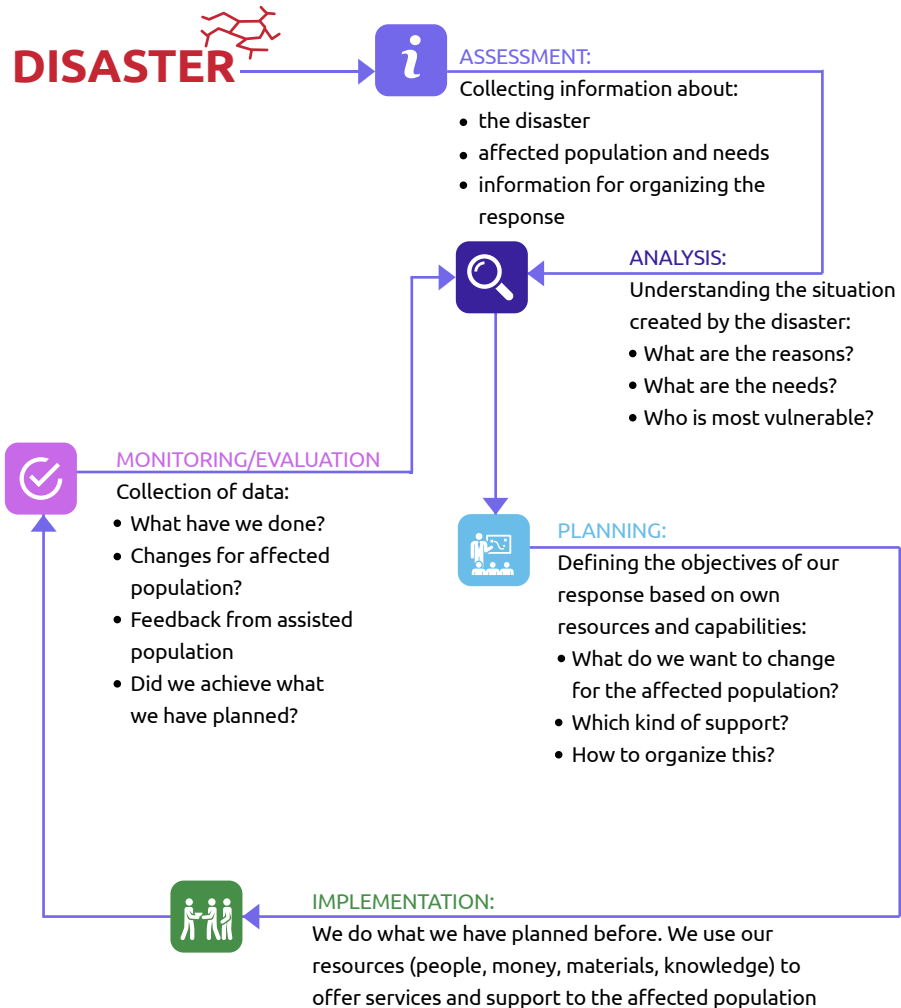 DISASTER
ASSESSMENT:
Collecting information about:
• the disaster
• affected population and needs
• information for organizing the
response
ANALYSIS:
Understanding the situation
created by the disaster:
• What are the reasons?
• What are the needs?
• Who is most vulnerable?
MONITORING/EVALUATION
Collection of data:
• What have we done?
• Changes for affected
population?
• Feedback from assisted
population
• Did we achieve what
we have planned?
PLANNING:
Defining the objectives of our
response based on own
resources and capabilities:
• What do we want to change
for the affected population?
• Which kind of support?
• How to organize this?
IMPLEMENTATION:
We do what we have planned before. We use our
resources (people, money, materials, knowledge) to
offer services and support to the affected population